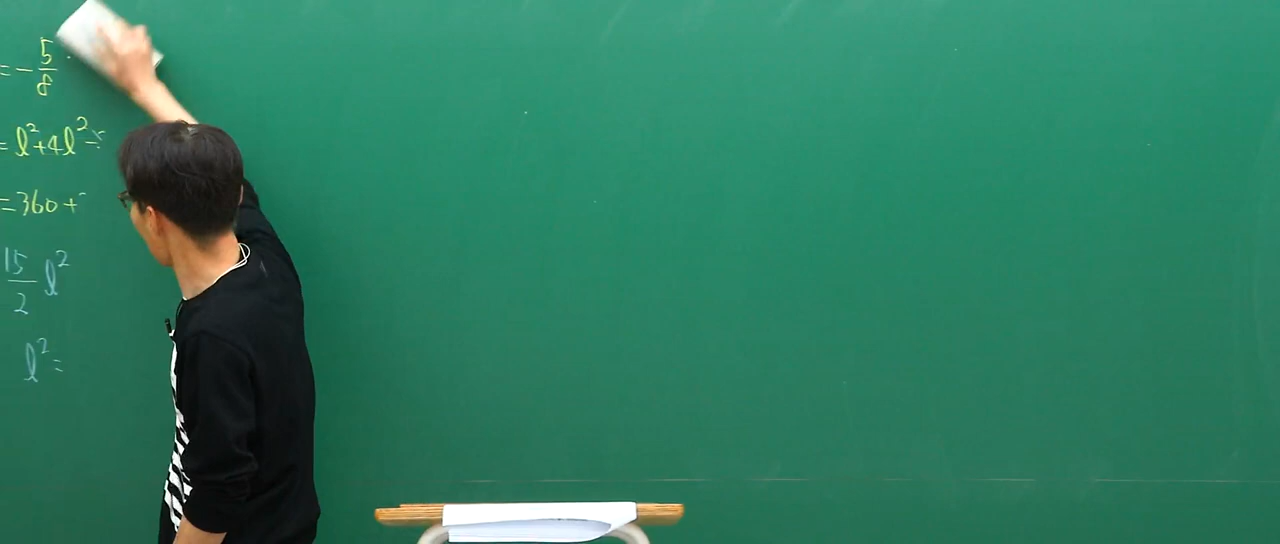 = - 5/8
= l²+4l²-
= 360 +
15/2 l²
l² =